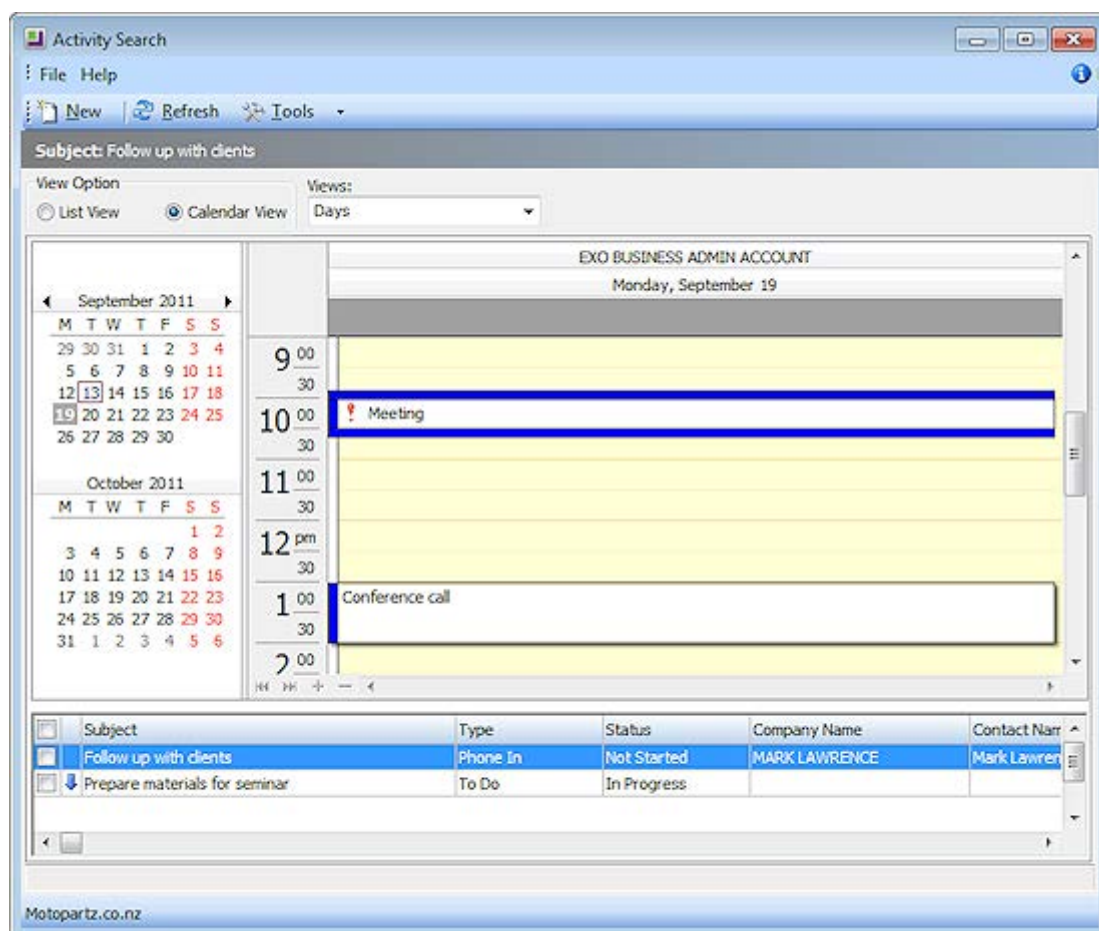 Activity Search
File Help
New Refresh Tools
Subject: Follow up with clients
View Option Views:
List View Calendar View Days
EXO BUSINESS ADMIN ACCOUNT
Monday, September 19
September 2011
M T W T F S S
29 30 31 1 2 3 4
5 6 7 8 9 10 11
12 13 14 15 16 17 18
19 20 21 22 23 24 25
26 27 28 29 30
October 2011
M T W T F S S
1 2
3 4 5 6 7 8 9
10 11 12 13 14 15 16
17 18 19 20 21 22 23
24 25 26 27 28 29 30
31 1 2 3 4 5 6
9 00
30
10 00 Meeting
30
11 00
30
12 pm
30
1 00 Conference call
30
2 00
Subject Type Status Company Name Contact Nam
Follow up with clients Phone In Not Started MARK LAWRENCE Mark Lawren
Prepare materials for seminar To Do In Progress
Motopartz.co.nz